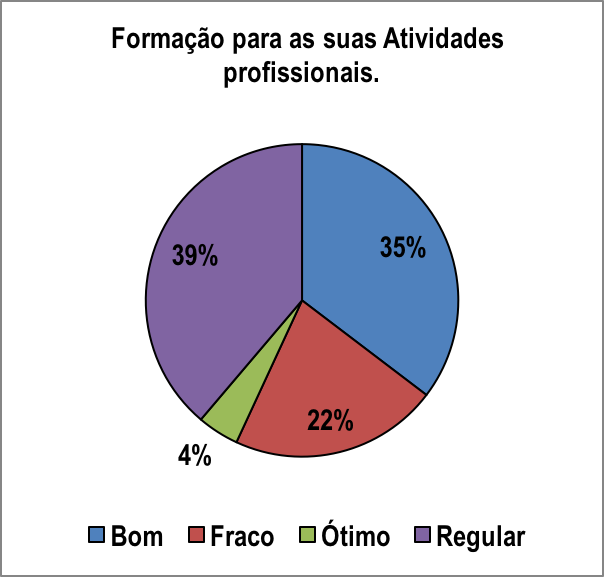 Formação para as suas Atividades
profissionais.
39%
35%
22%
4%
Bom Fraco Ótimo Regular